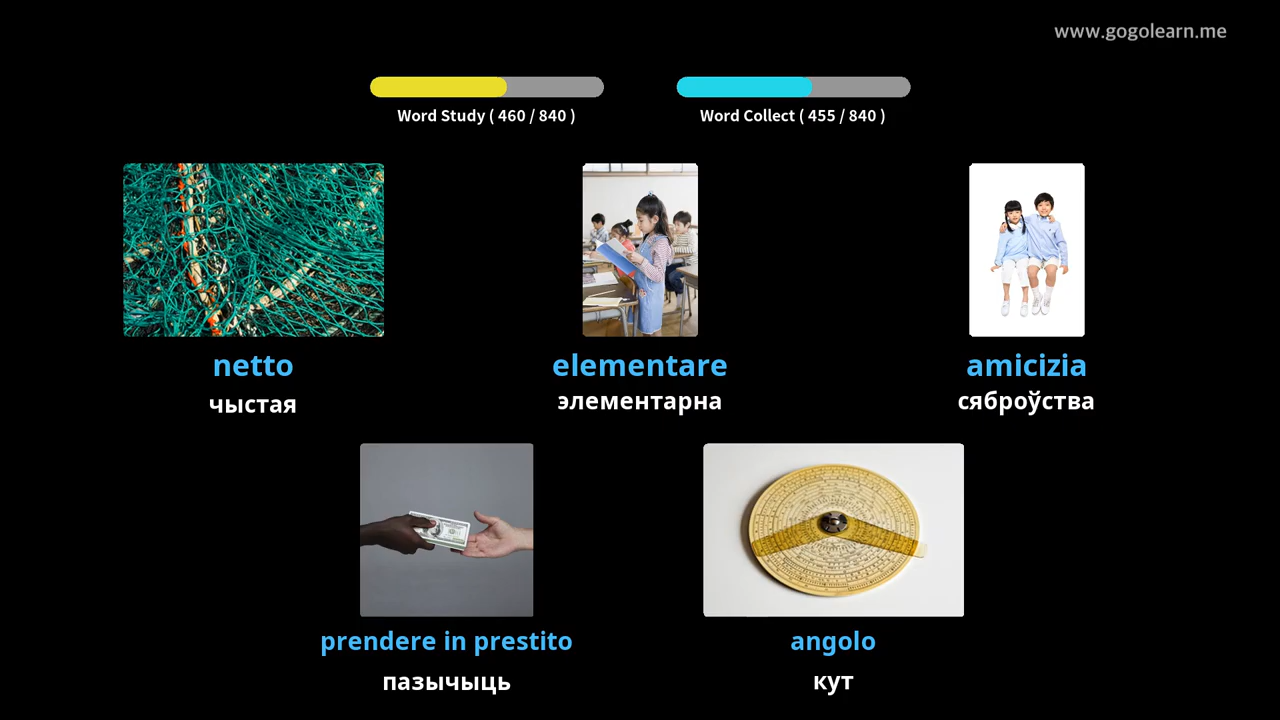 www.gogolearn.me
Word Study ( 460 / 840 )
Word Collect ( 455 / 840 )
netto
чыстая
elementare
элементарна
amicizia
сяброўства
prendere in prestito
пазычыць
angolo
кут